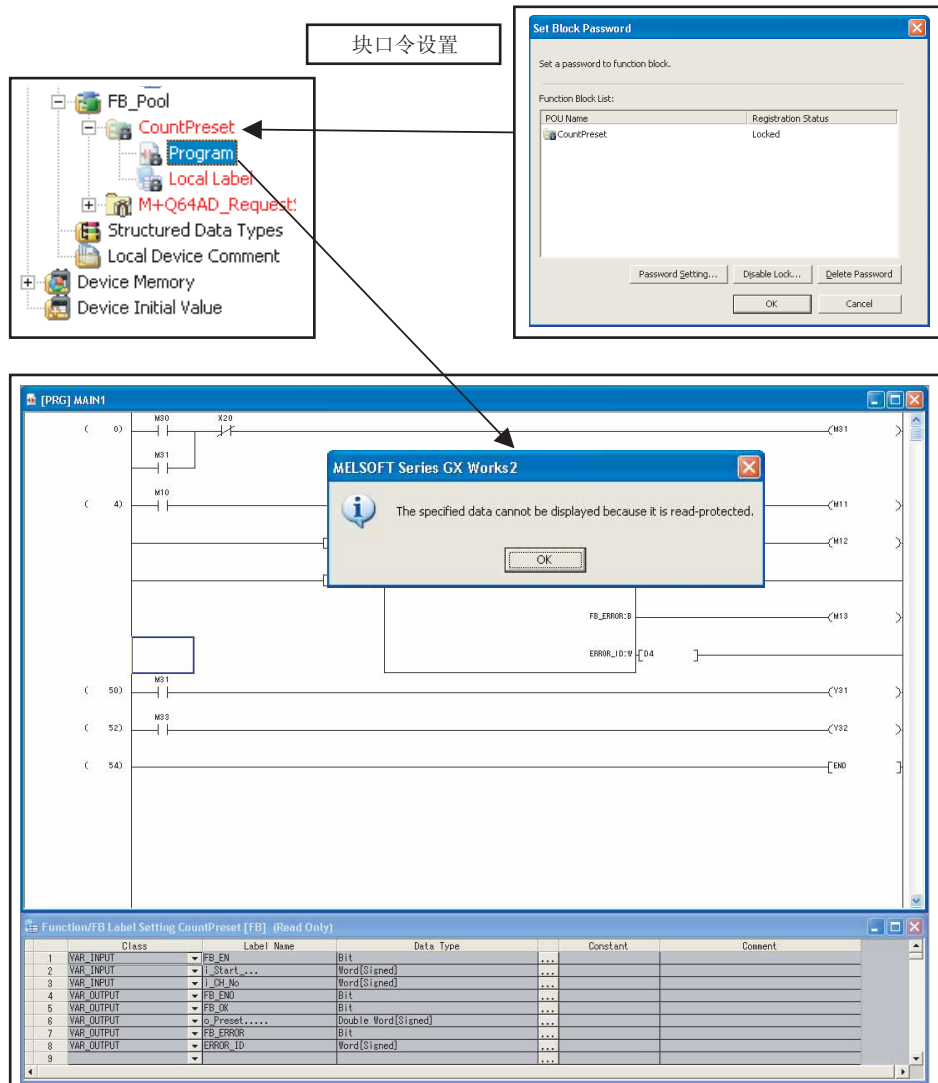 块口令设置
Set Block Password
Set a password to function block.
Function Block List:
POU Name Registration Status
CountPreset Locked
Password Setting... Disable Lock... Delete Password
OK Cancel
FB_Pool
CountPreset
Program
Local Label
M+Q64AD_Request
Structured Data Types
Local Device Comment
Device Memory
Device Initial Value
[PRG] MAIN1
( 0) M30 X20 (M31 )
M31
( 4) M10 (M11 )
(M12 )
MELSOFT Series GX Works2
The specified data cannot be displayed because it is read-protected.
OK
FB_ERROR:B (M13 )
ERROR_ID:W [D4 ]
( 50) M31 (Y31 )
( 52) M33 (Y32 )
( 54) [END ]
Function/FB Label Setting CountPreset [FB] (Read Only)
Class Label Name Data Type Constant Comment
1 VAR_INPUT FB_EN Bit ...
2 VAR_INPUT i_Start_... Word[Signed] ...
3 VAR_INPUT i_CH_No Word[Signed] ...
4 VAR_OUTPUT FB_ENO Bit ...
5 VAR_OUTPUT FB_OK Bit ...
6 VAR_OUTPUT o_Preset..... Double Word[Signed] ...
7 VAR_OUTPUT FB_ERROR Bit ...
8 VAR_OUTPUT ERROR_ID Word[Signed] ...
9 ...